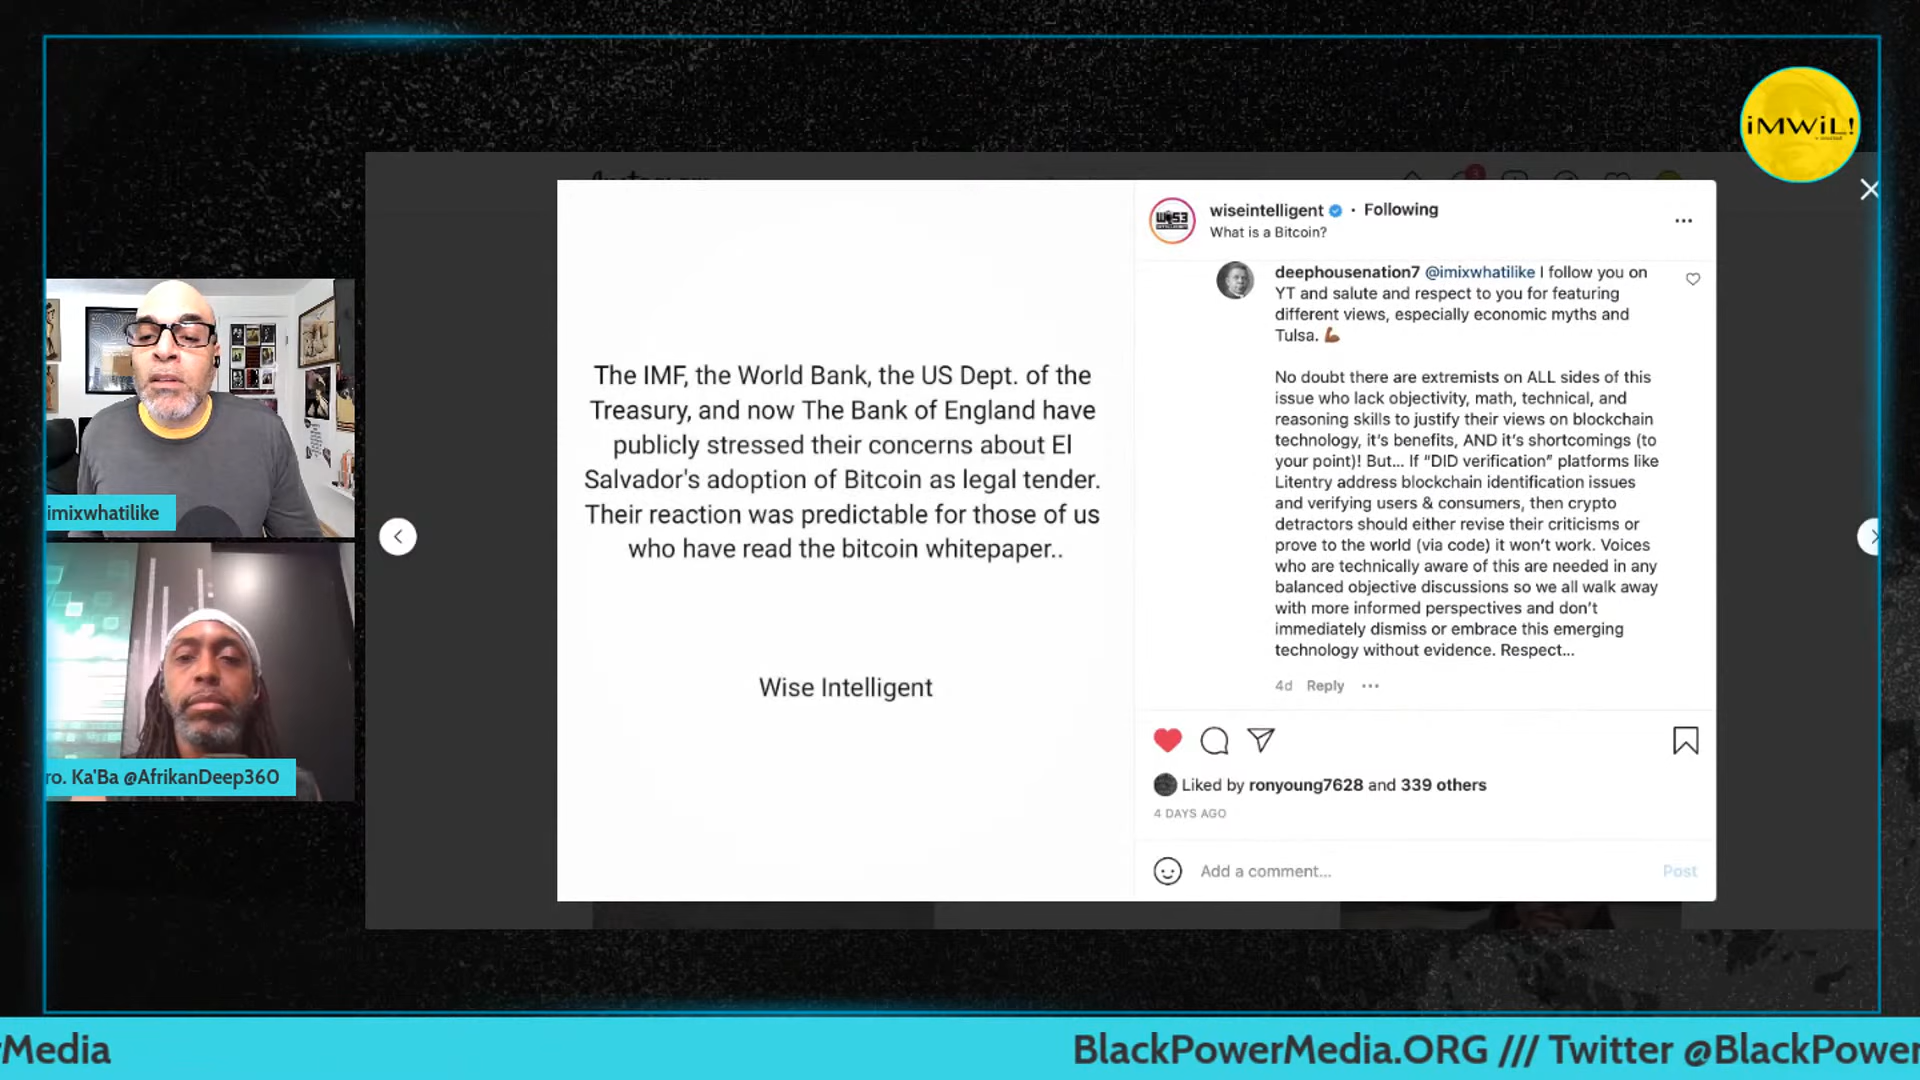 iMWiL!
wiseintelligent · Following
What is a Bitcoin?
The IMF, the World Bank, the US Dept. of the
Treasury, and now The Bank of England have
publicly stressed their concerns about El
Salvador's adoption of Bitcoin as legal tender.
Their reaction was predictable for those of us
who have read the bitcoin whitepaper..
Wise Intelligent
deephousenation7 @imixwhatilike I follow you on
YT and salute and respect to you for featuring
different views, especially economic myths and
Tulsa. 💪🏾
No doubt there are extremists on ALL sides of this
issue who lack objectivity, math, technical, and
reasoning skills to justify their views on blockchain
technology, it's benefits, AND it's shortcomings (to
your point)! But... If “DID verification” platforms like
Litentry address blockchain identification issues
and verifying users & consumers, then crypto
detractors should either revise their criticisms or
prove to the world (via code) it won't work. Voices
who are technically aware of this are needed in any
balanced objective discussions so we all walk away
with more informed perspectives and don't
immediately dismiss or embrace this emerging
technology without evidence. Respect...
4d Reply ...
Liked by ronyoung7628 and 339 others
4 DAYS AGO
Add a comment... Post
imixwhatilike
ro. Ka'Ba @AfrikanDeep360
rMedia
BlackPowerMedia.ORG /// Twitter @BlackPower